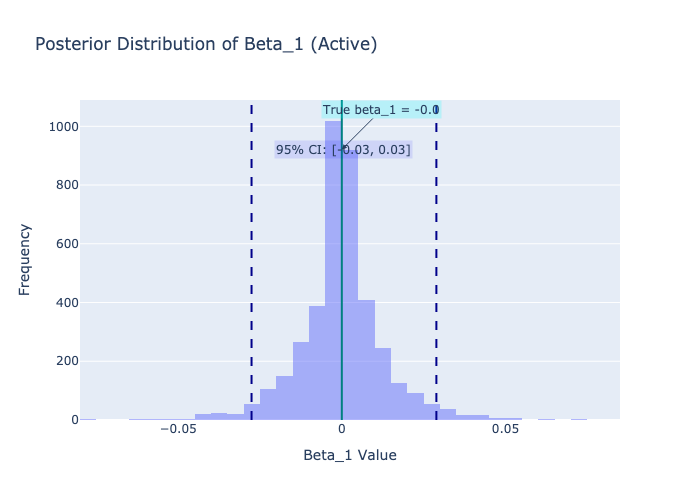 Posterior Distribution of Beta_1 (Active)
True beta_1 = -0.0
95% CI: [-0.03, 0.03]
1000
800
600
400
200
0
Frequency
−0.05
0
0.05
Beta_1 Value